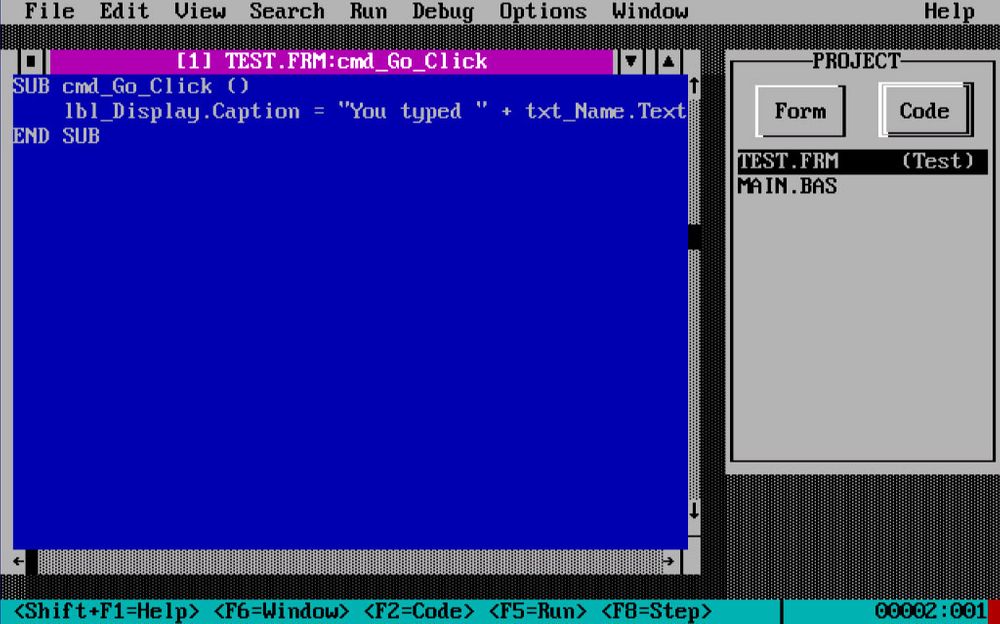 File Edit View Search Run Debug Options Window Help
[1] TEST.FRM:cmd_Go_Click
SUB cmd_Go_Click ()
lbl_Display.Caption = "You typed " + txt_Name.Text
END SUB
PROJECT
Form Code
TEST.FRM (Test)
MAIN.BAS
<Shift+F1=Help> <F6=Window> <F2=Code> <F5=Run> <F8=Step> 00002:001